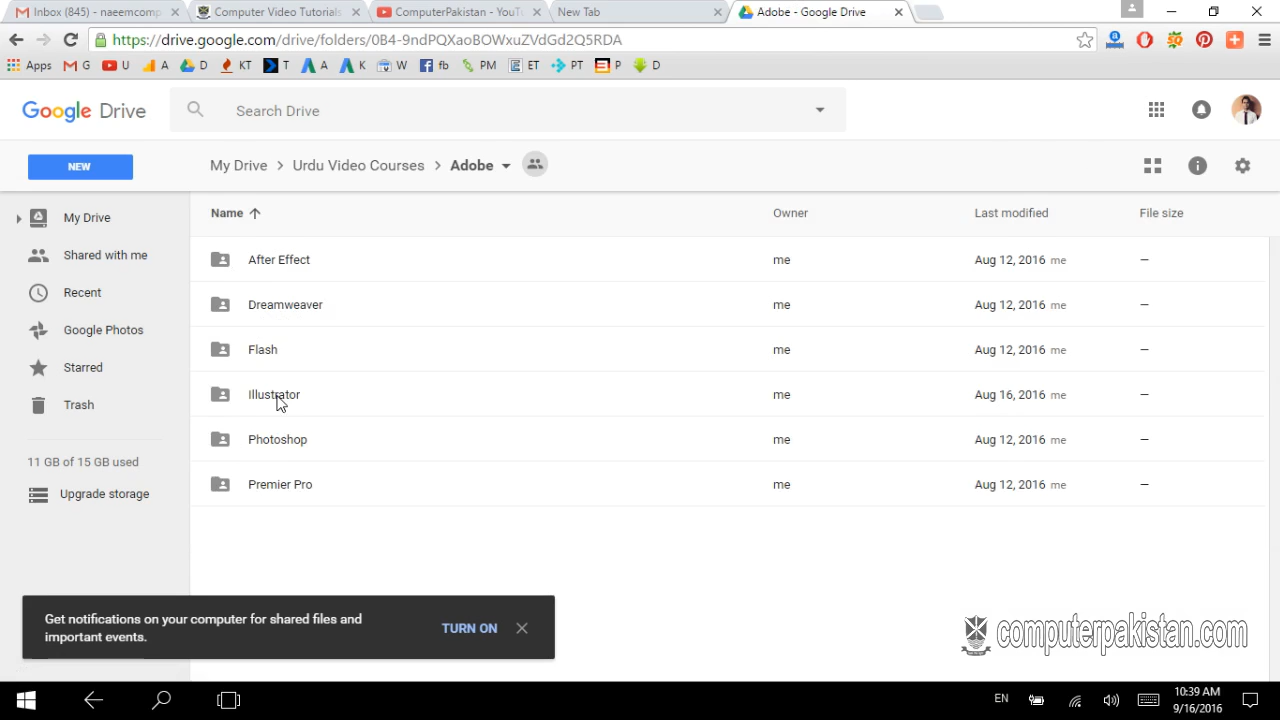 Inbox (845) - naeemcomp
Computer Video Tutorials
ComputerPakistan - YouTu
New Tab
Adobe - Google Drive
https://drive.google.com/drive/folders/0B4-9ndPQXaoBOWxuZVdGd2Q5RDA
Apps G U A D KT T A K W fb PM ET PT P D
Google Drive
Search Drive
NEW
My Drive > Urdu Video Courses > Adobe
My Drive
Shared with me
Recent
Google Photos
Starred
Trash
11 GB of 15 GB used
Upgrade storage
Name Owner Last modified File size
After Effect me Aug 12, 2016 me –
Dreamweaver me Aug 12, 2016 me –
Flash me Aug 12, 2016 me –
Illustrator me Aug 16, 2016 me –
Photoshop me Aug 12, 2016 me –
Premier Pro me Aug 12, 2016 me –
Get notifications on your computer for shared files and
important events.
TURN ON
computerpakistan.com
EN
10:39 AM
9/16/2016